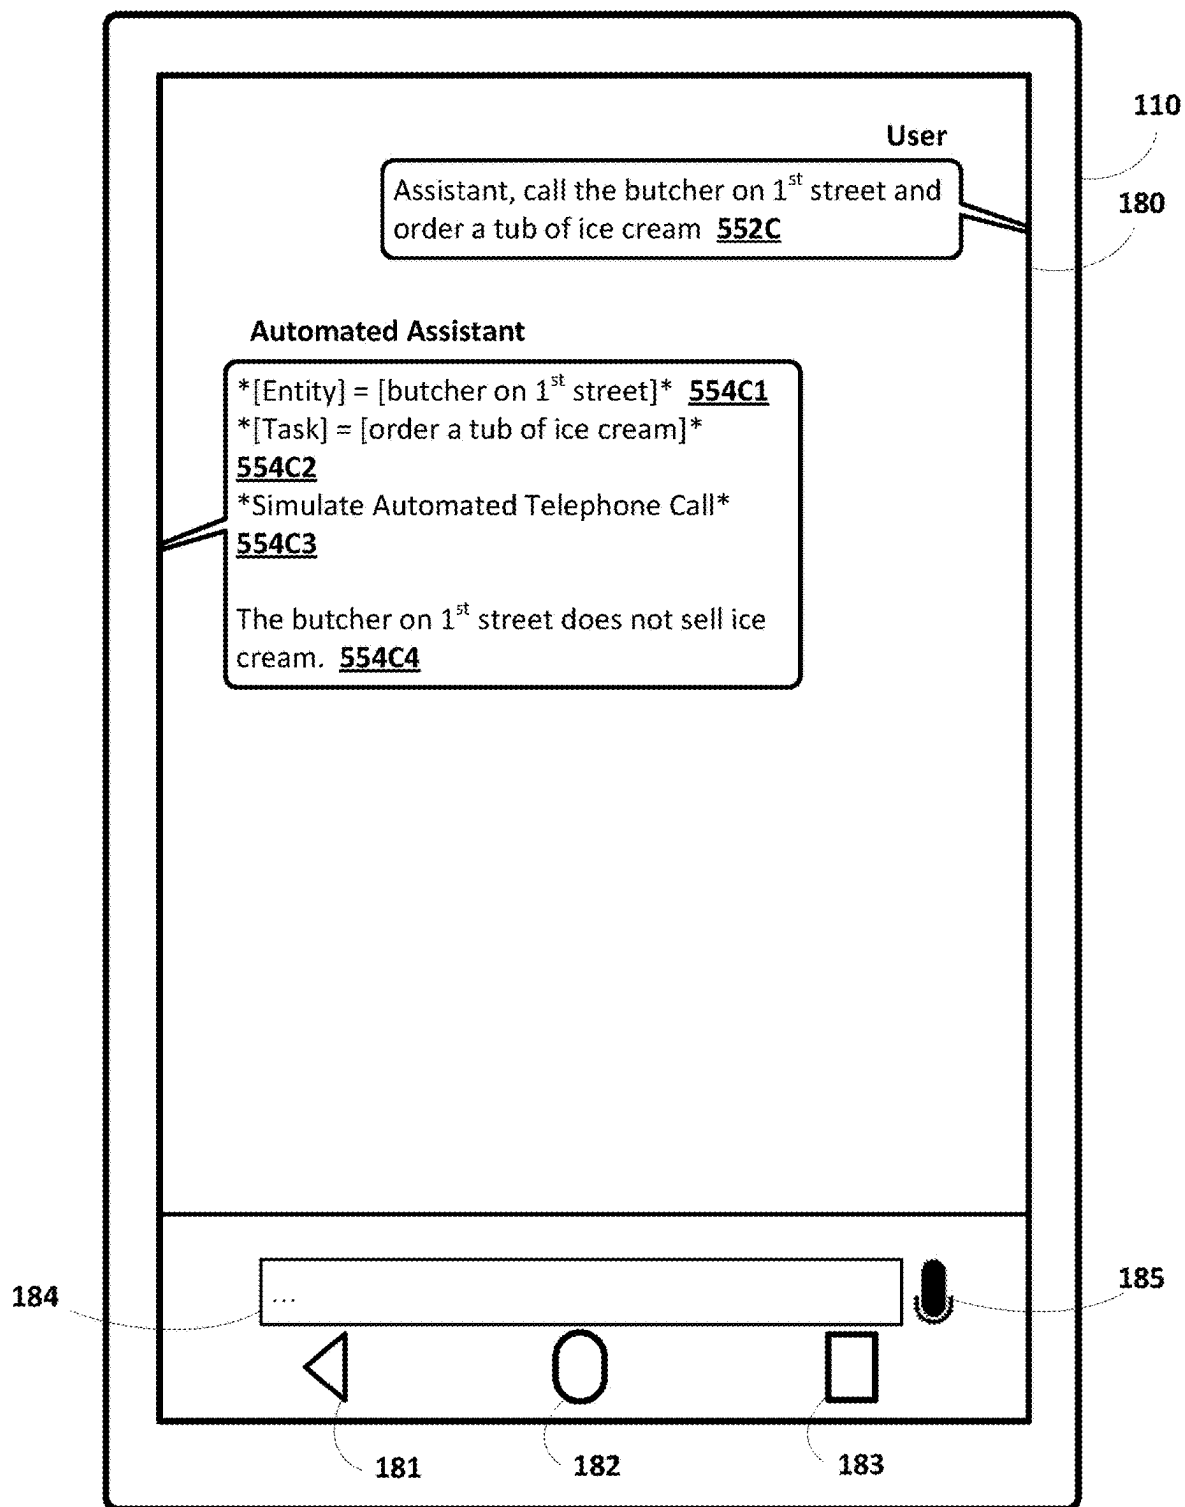 110
User
Assistant, call the butcher on 1st street and
order a tub of ice cream 552C
180
Automated Assistant
*[Entity] = [butcher on 1st street]* 554C1
*[Task] = [order a tub of ice cream]*
554C2
*Simulate Automated Telephone Call*
554C3
The butcher on 1st street does not sell ice
cream. 554C4
184
...
185
181
182
183